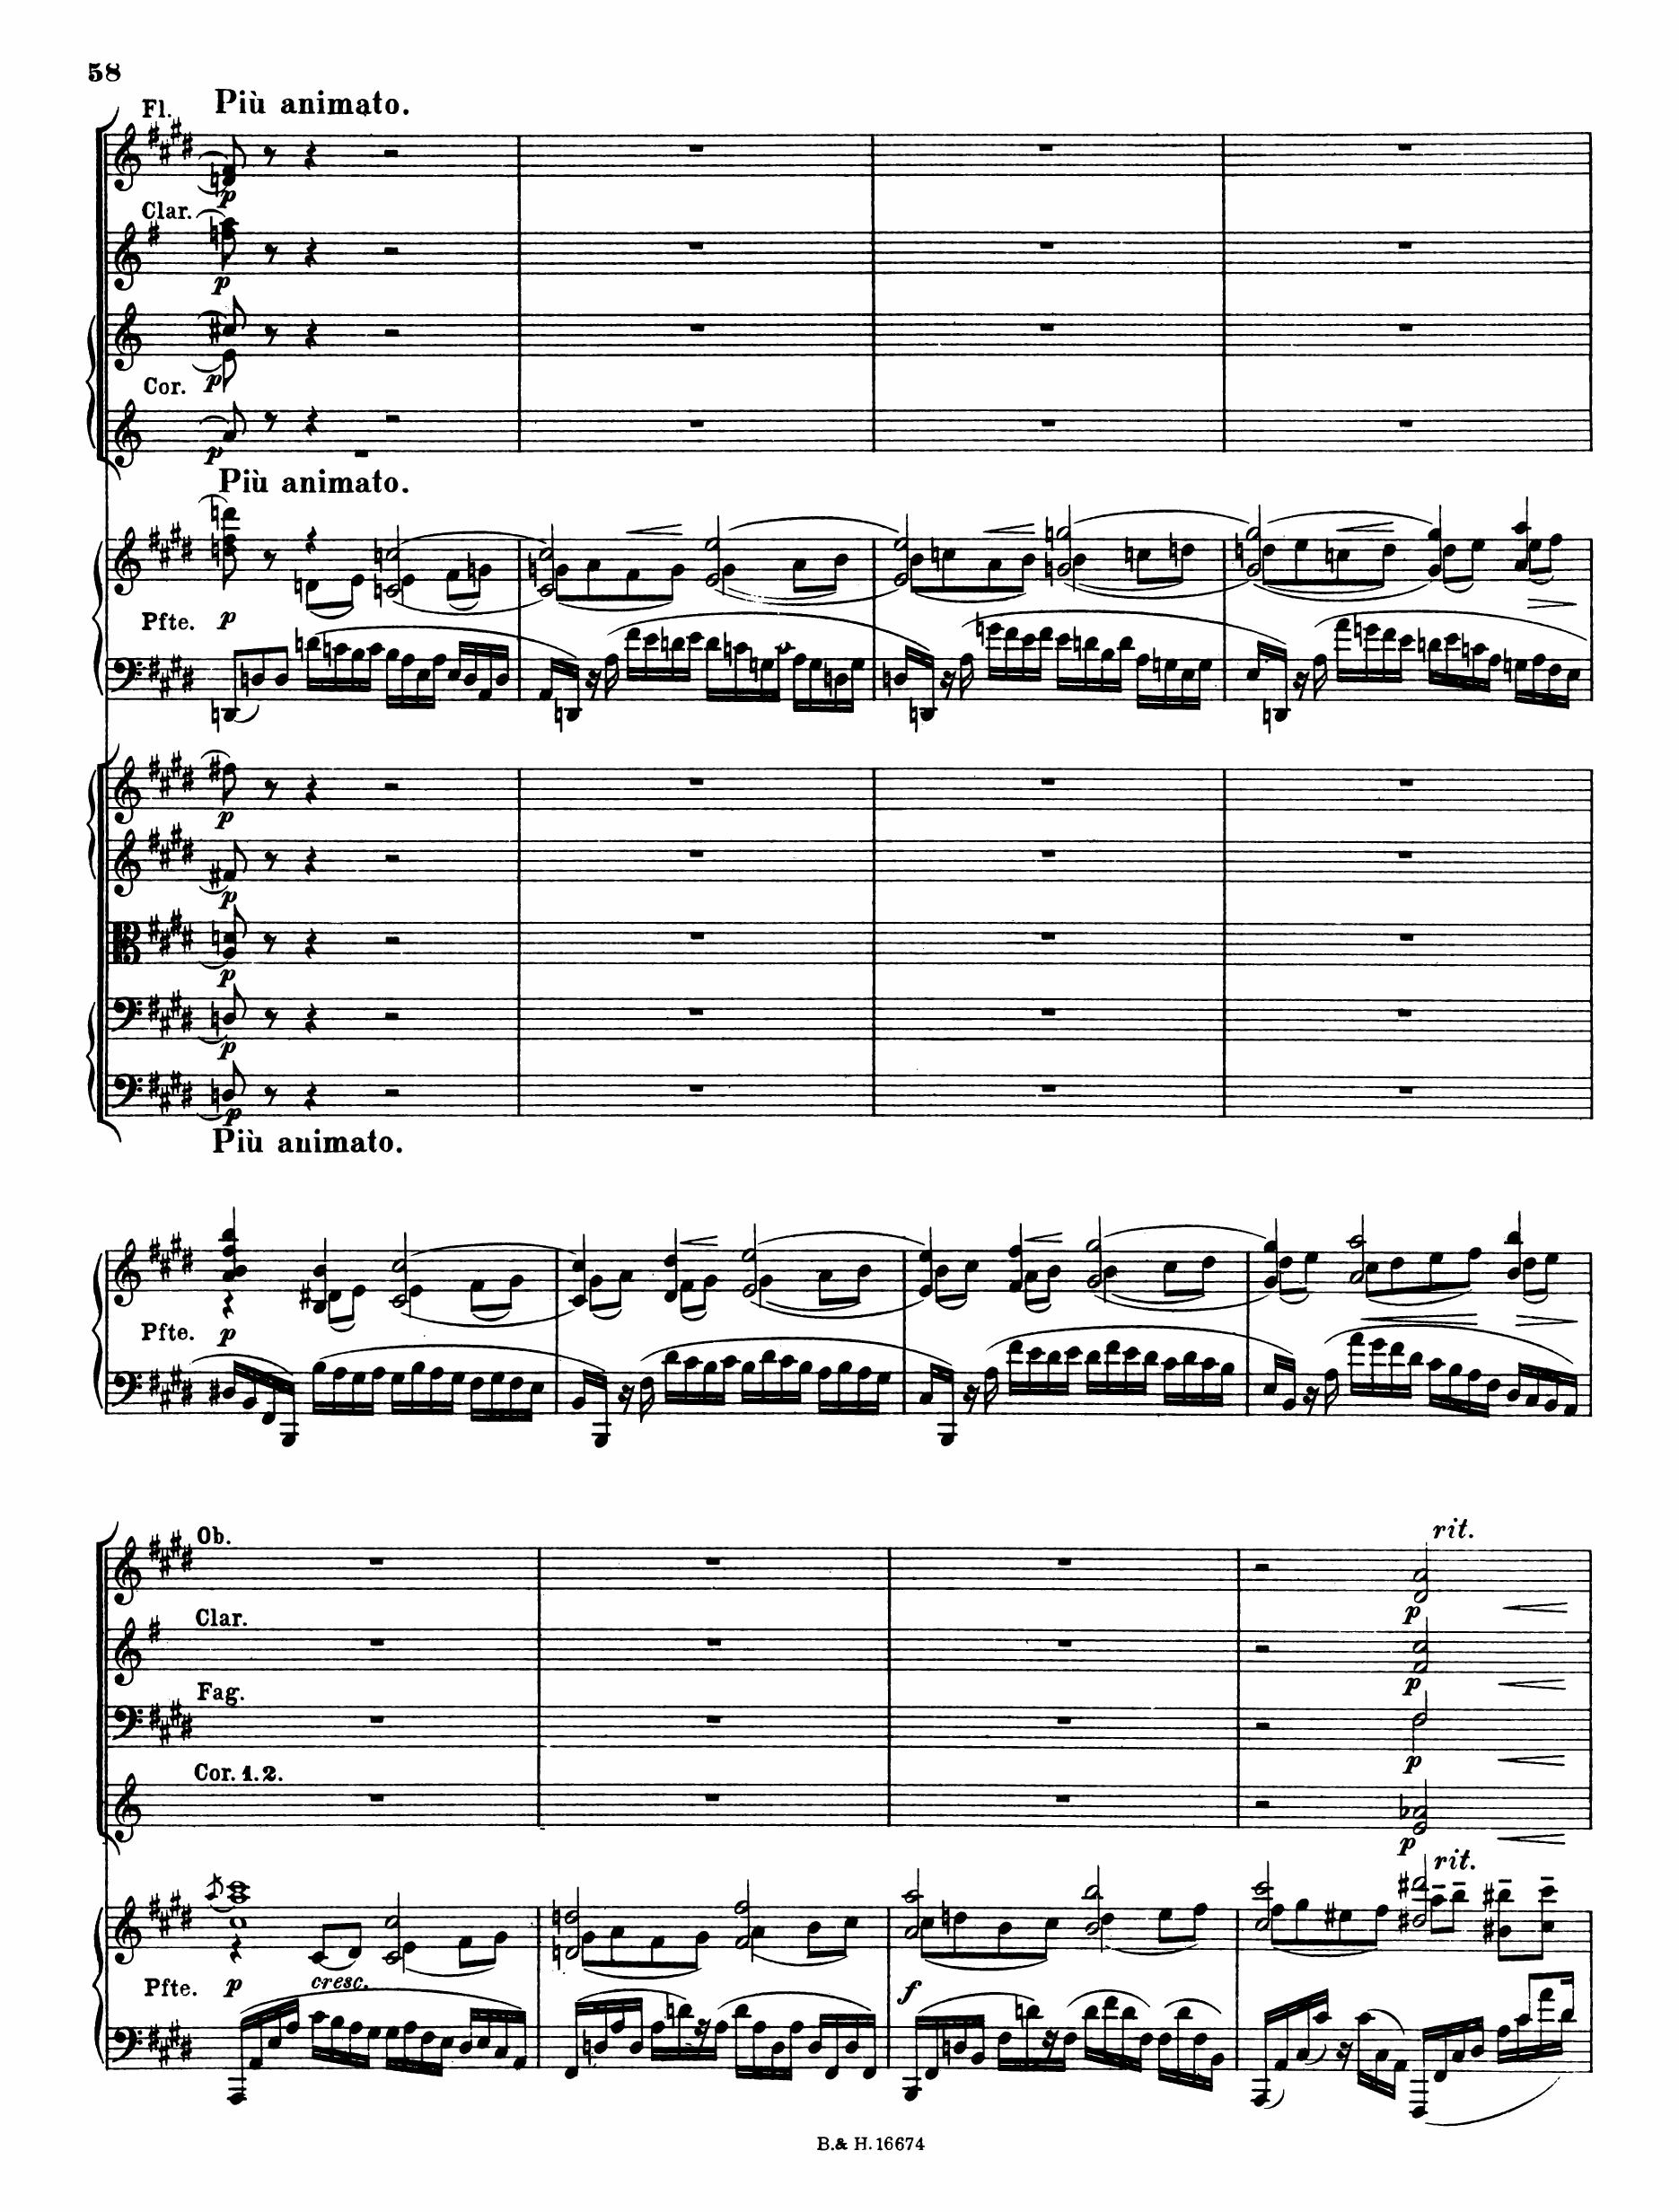 58
Fl.
Più animato.
p
Clar.
p
p
Cor.
p
Più animato.
Pfte.
p
p
p
p
p
p
Più animato.
Pfte.
p
Ob.
rit.
p
Clar.
p
Fag.
p
Cor. 1. 2.
p
rit.
Pfte.
p
cresc.
f
B. & H. 16674